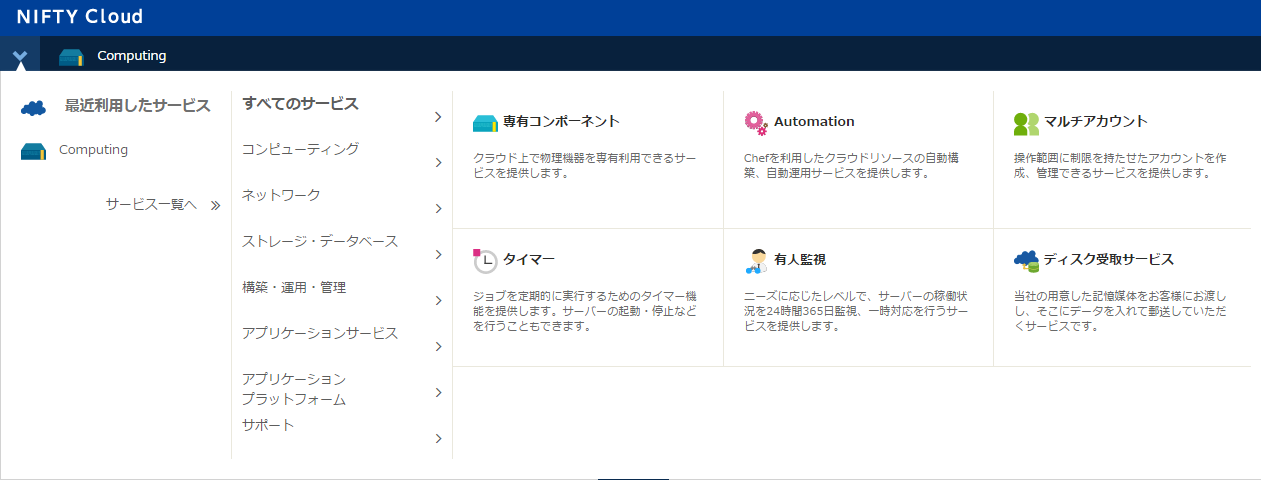 NIFTY Cloud
Computing
最近利用したサービス
Computing
サービス一覧へ
すべてのサービス
コンピューティング
ネットワーク
ストレージ・データベース
構築・運用・管理
アプリケーションサービス
アプリケーション
プラットフォーム
サポート
専有コンポーネント
クラウド上で物理機器を専有利用できるサー
ビスを提供します。
Automation
Chefを利用したクラウドリソースの自動構
築、自動運用サービスを提供します。
マルチアカウント
操作範囲に制限を持たせたアカウントを作
成、管理できるサービスを提供します。
タイマー
ジョブを定期的に実行するためのタイマー機
能を提供します。サーバーの起動・停止など
を行うこともできます。
有人監視
ニーズに応じたレベルで、サーバーの稼働状
況を24時間365日監視、一時対応を行うサー
ビスを提供します。
ディスク受取サービス
当社の用意した記憶媒体をお客様にお渡し
し、そこにデータを入れて郵送していただ
くサービスです。